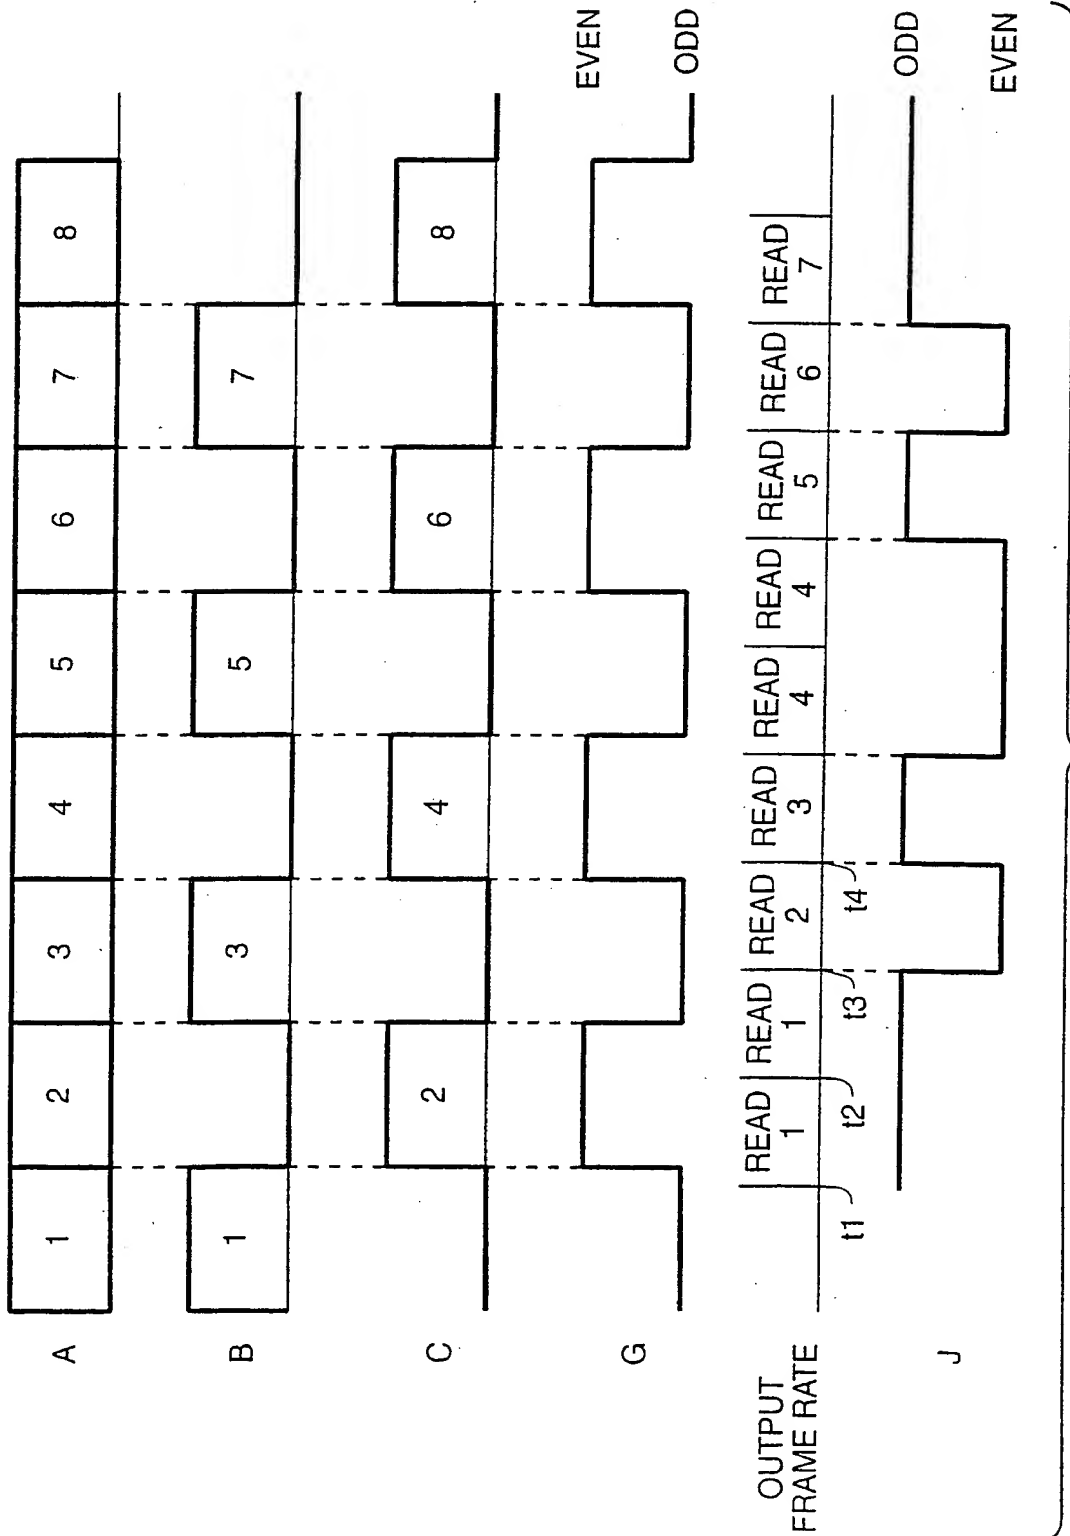 A 1 2 3 4 5 6 7 8
B 1 3 5 7
C 2 4 6 8
G EVEN
ODD
OUTPUT
FRAME RATE
READ READ READ READ READ READ READ READ READ
1 1 2 3 4 4 5 6 7
t1 t2 t3 t4
J ODD
EVEN